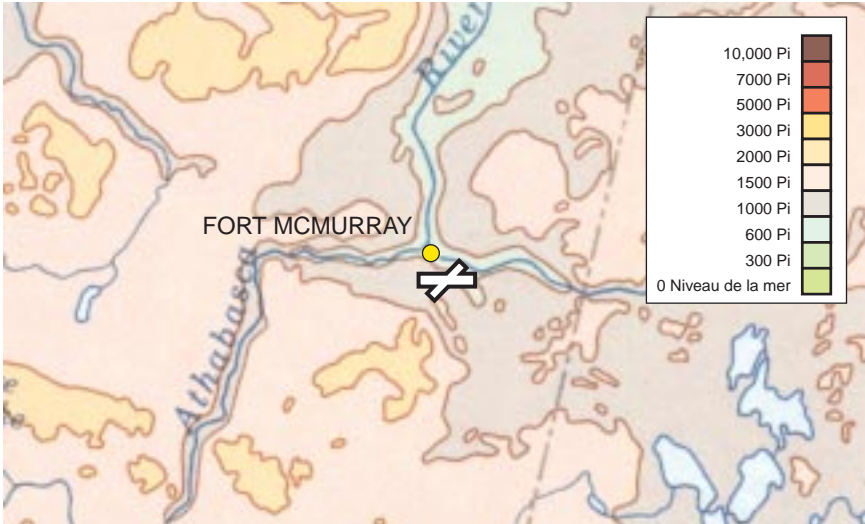 River
10,000 Pi
7000 Pi
5000 Pi
3000 Pi
2000 Pi
1500 Pi
1000 Pi
600 Pi
300 Pi
0 Niveau de la mer
FORT MCMURRAY
Athabasca